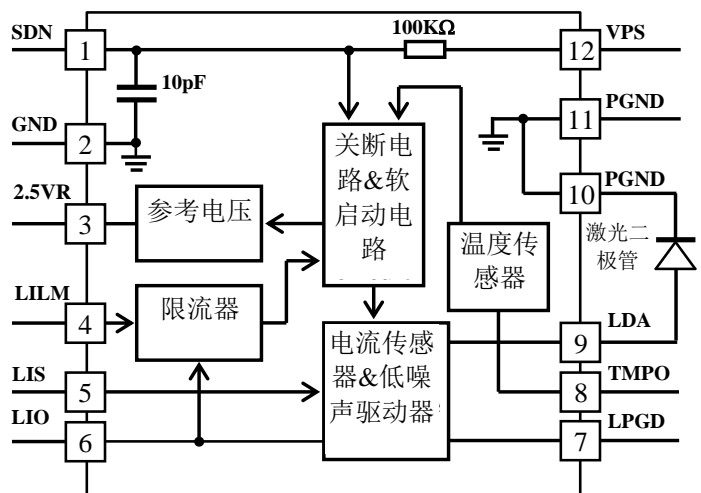 SDN
1
100KΩ
12
VPS
10pF
GND
2
PGND
11
关断电
路&软
启动电
路
2.5VR
3
参考电压
PGND
10
温度传
感器
激光二
极管
LILM
4
限流器
LDA
9
电流传感
器&低噪
声驱动器
LIS
5
TMPO
8
LIO
6
LPGD
7